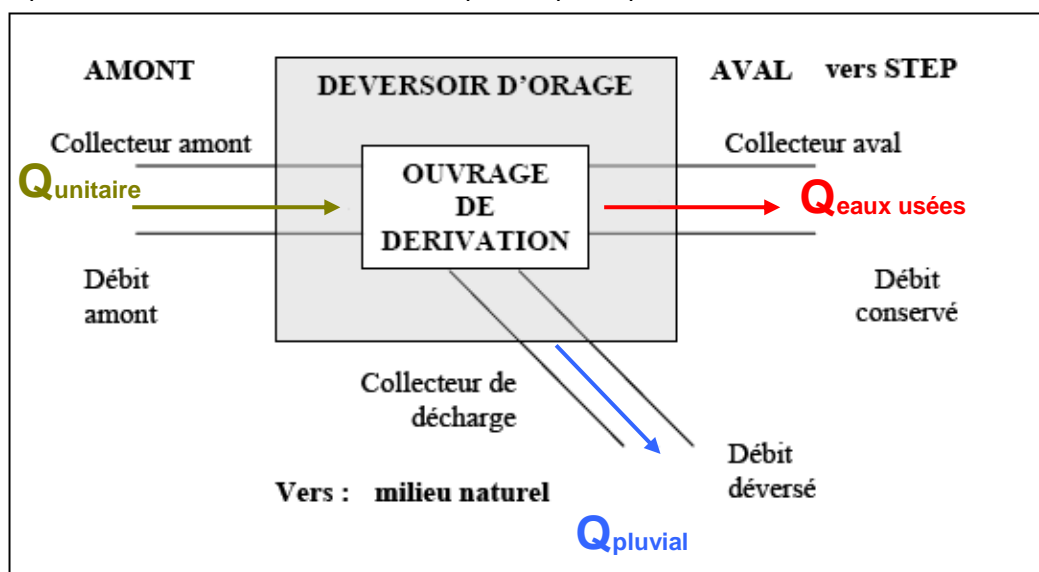 AMONT
DEVERSOIR D'ORAGE
AVAL vers STEP
Collecteur amont
Collecteur aval
Qunitaire
OUVRAGE
DE
DERIVATION
Qeaux usées
Débit
amont
Débit
conservé
Collecteur de
décharge
Débit
déversé
Vers : milieu naturel
Qpluvial